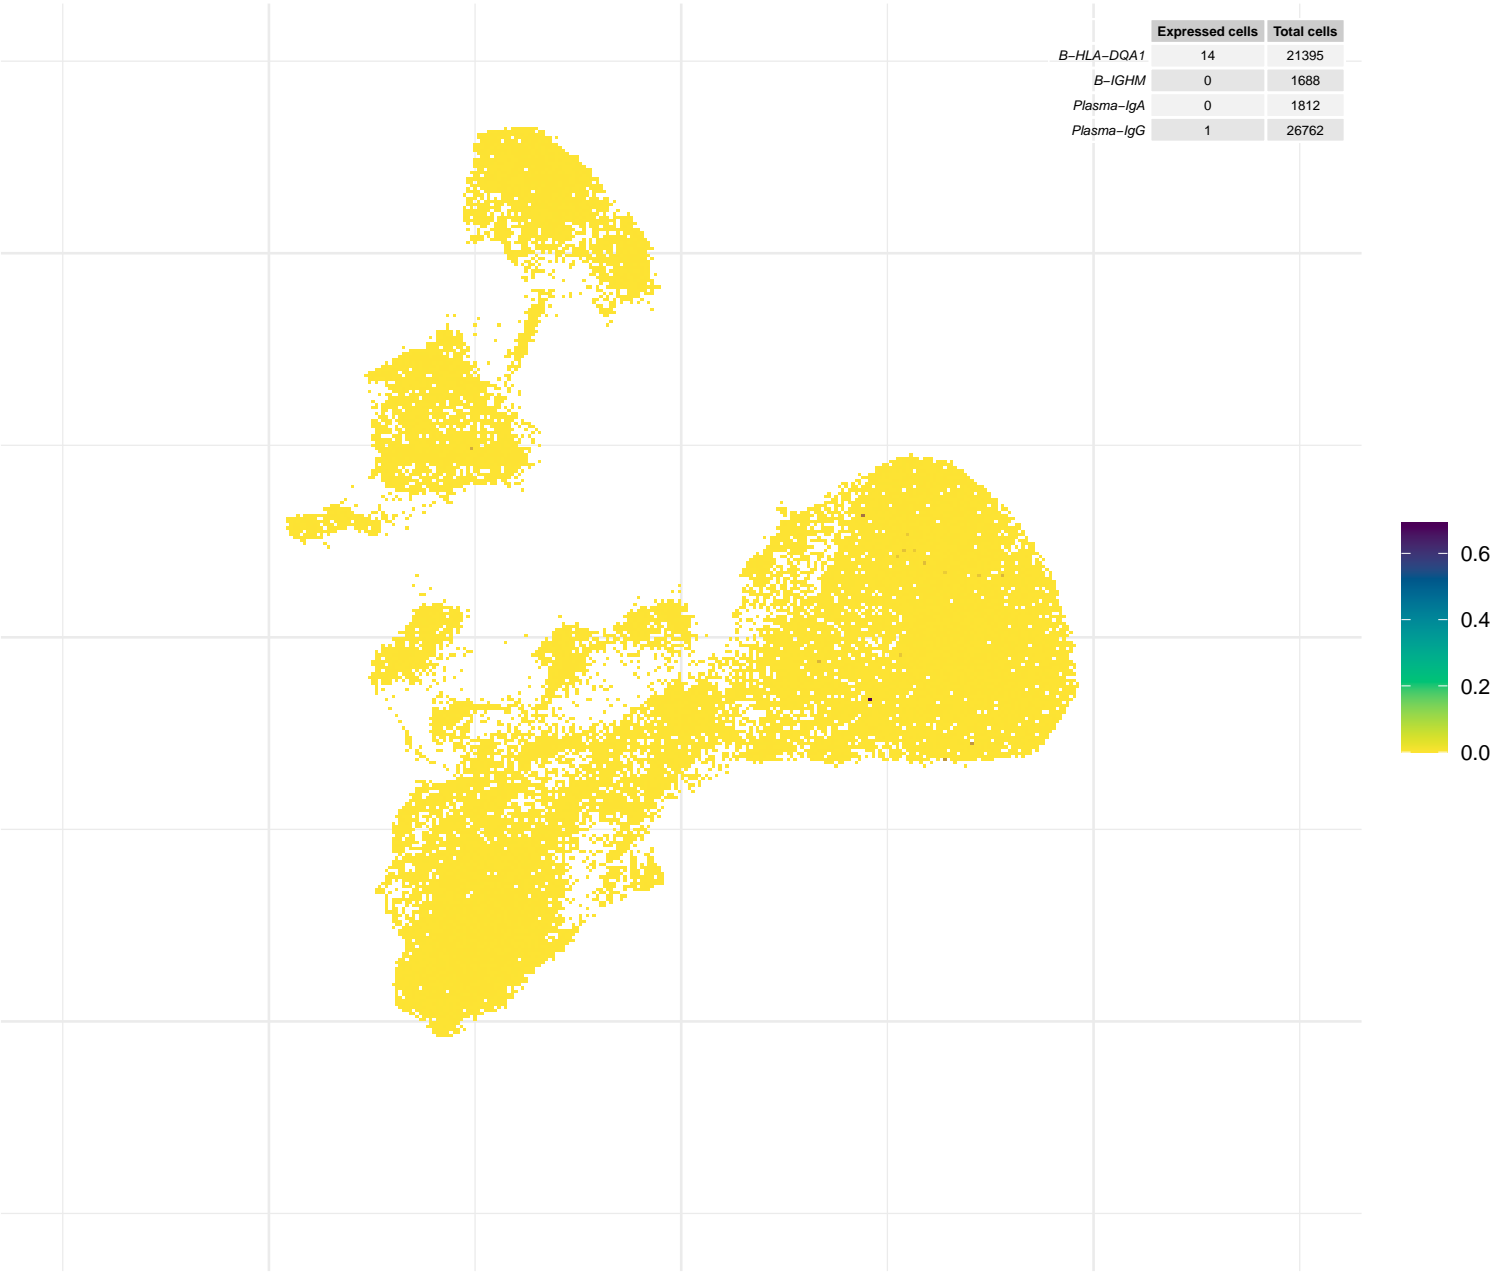 Expressed cells Total cells
B−HLA−DQA1 14 21395
B−IGHM 0 1688
Plasma−IgA 0 1812
Plasma−IgG 1 26762
0.6
0.4
0.2
0.0